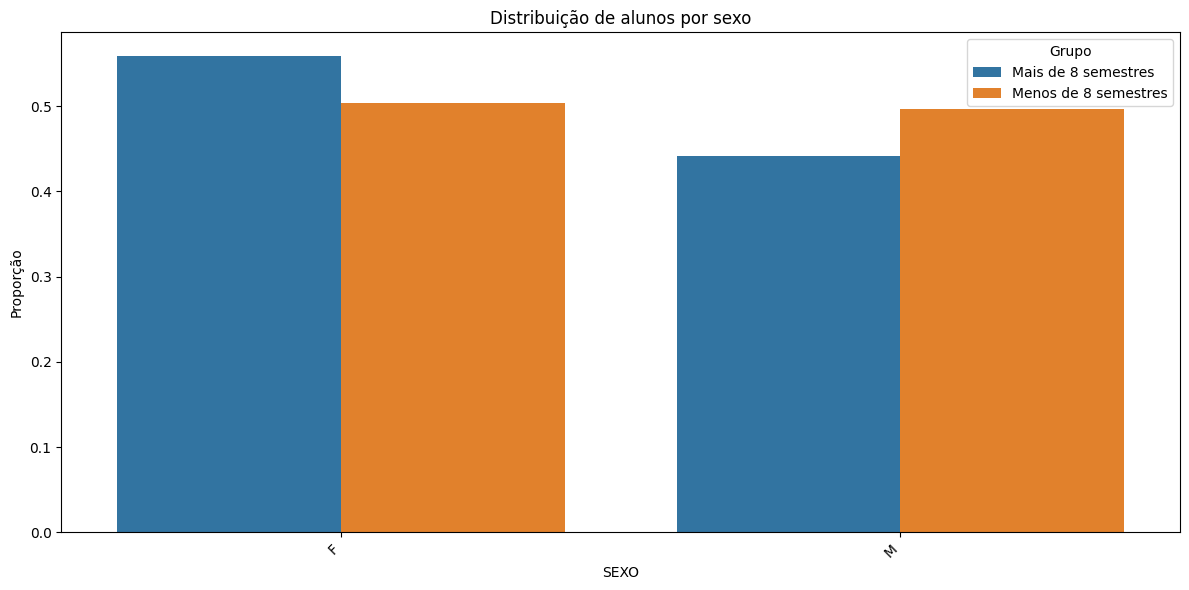 Distribuição de alunos por sexo
Grupo
Mais de 8 semestres
Menos de 8 semestres
Proporção
0.5
0.4
0.3
0.2
0.1
0.0
F
M
SEXO